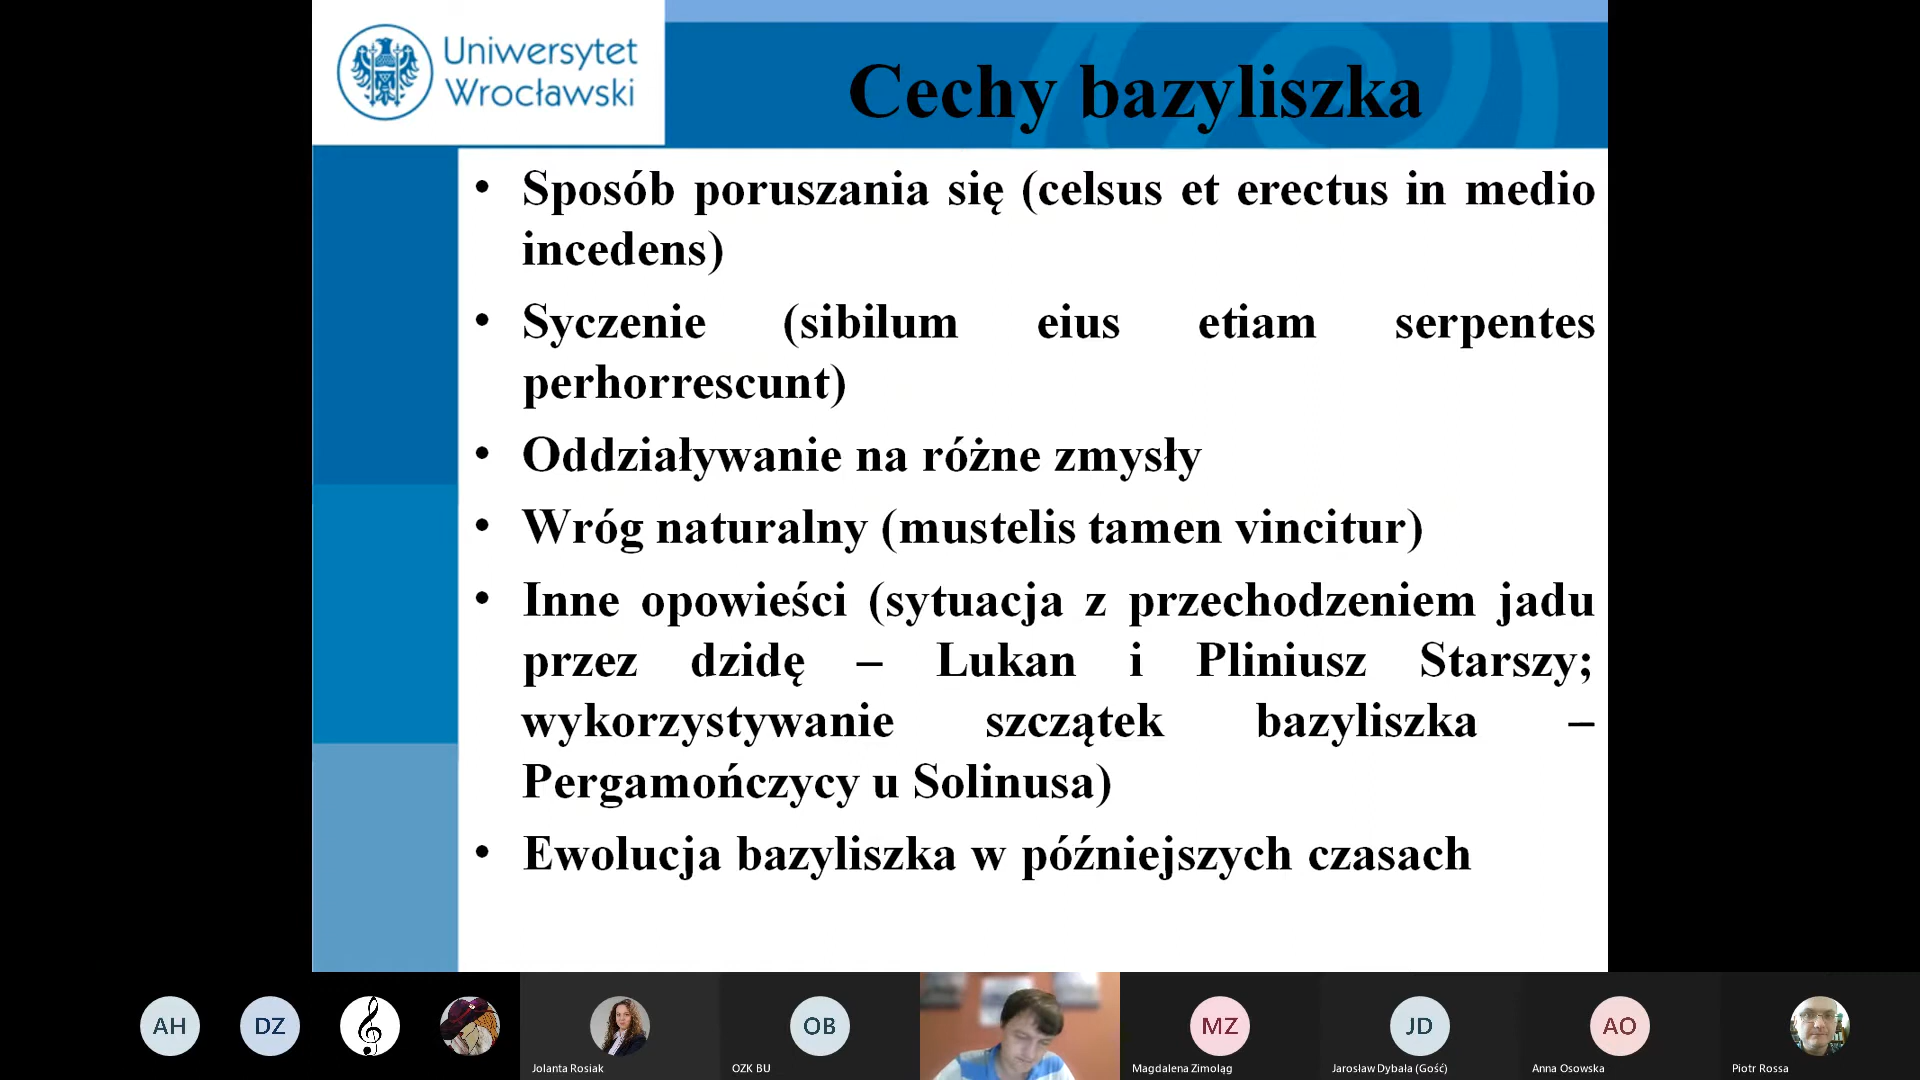 Uniwersytet
Wrocławski
Cechy bazyliszka
• Sposób poruszania się (celsus et erectus in medio
incedens)
• Syczenie (sibilum eius etiam serpentes
perhorrescunt)
• Oddziaływanie na różne zmysły
• Wróg naturalny (mustelis tamen vincitur)
• Inne opowieści (sytuacja z przechodzeniem jadu
przez dzidę – Lukan i Pliniusz Starszy;
wykorzystywanie szczątek bazyliszka –
Pergamończycy u Solinusa)
• Ewolucja bazyliszka w późniejszych czasach
AH
DZ
Jolanta Rosiak
OB
OZK BU
MZ
Magdalena Zimoląg
JD
Jarosław Dybała (Gość)
AO
Anna Osowska
Piotr Rossa